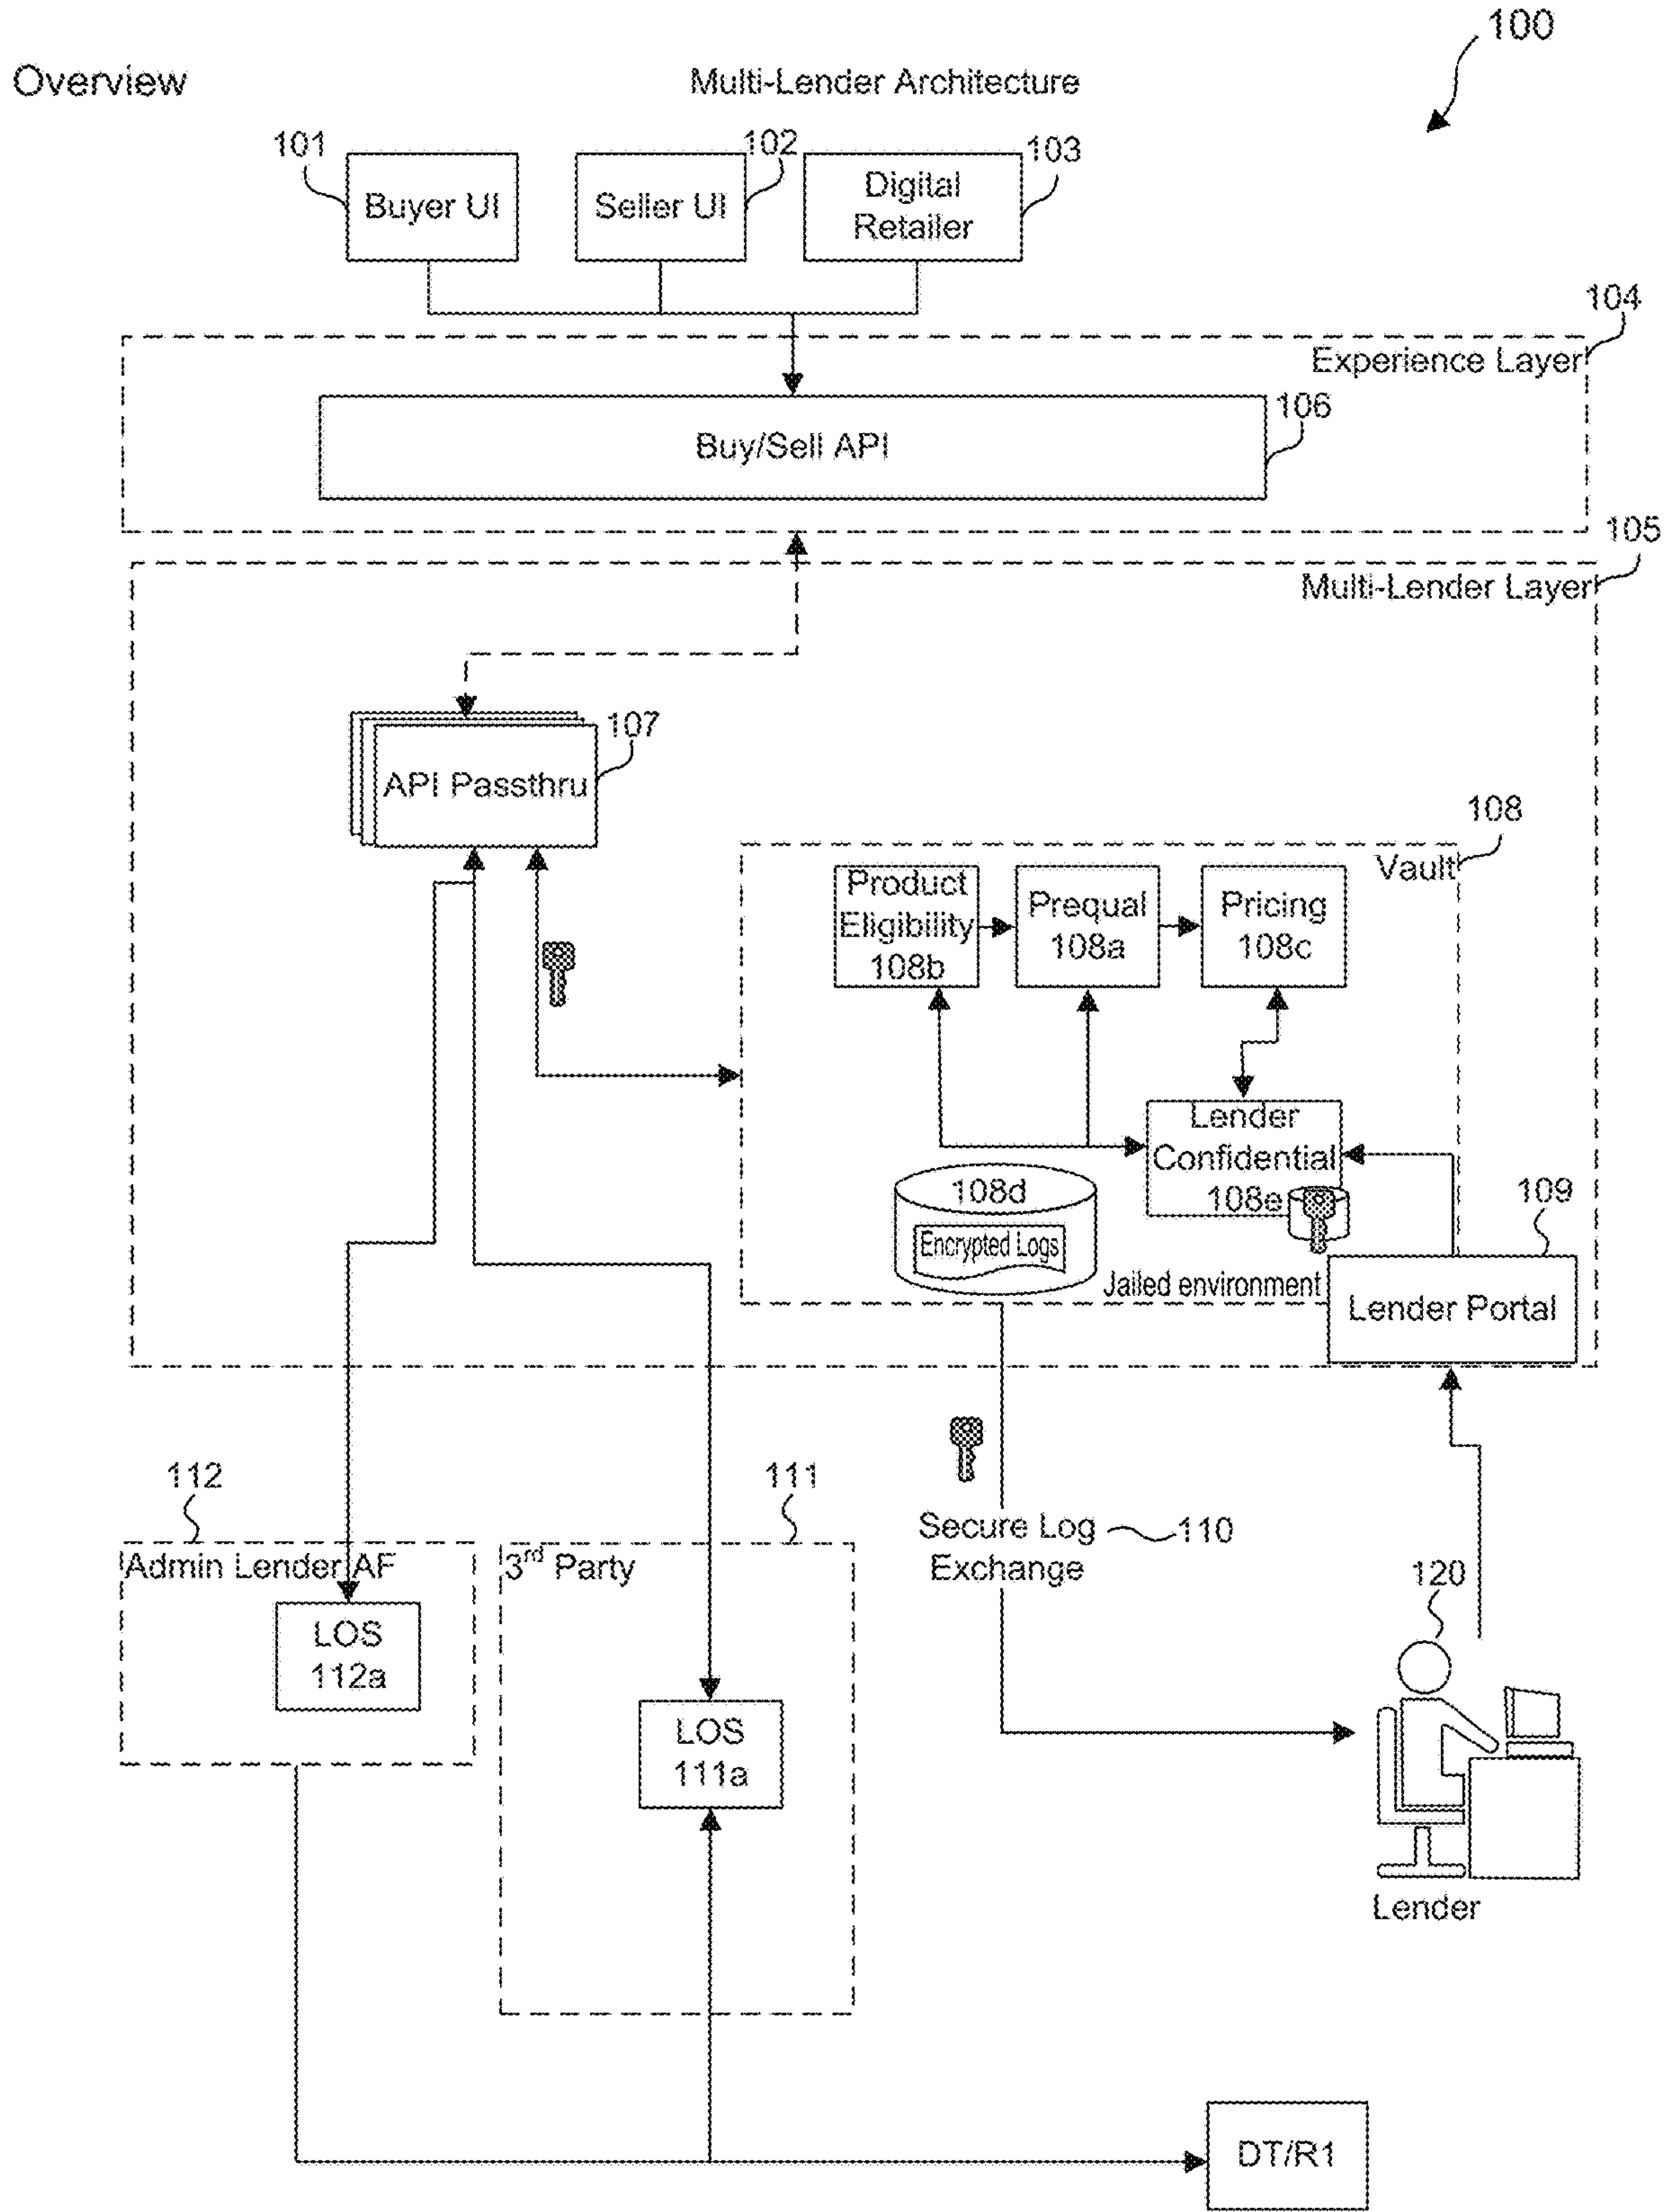 100
Overview
Multi-Lender Architecture
101
102
103
Buyer UI
Seller UI
Digital
Retailer
104
Experience Layer
106
Buy/Sell API
105
Multi-Lender Layer
107
API Passthru
108
Vault
Product
Eligibility
108b
Prequal
108a
Pricing
108c
Lender
Confidential
108e
108d
Encrypted Logs
Jailed environment
109
Lender Portal
112
111
Secure Log
Exchange
110
Admin Lender AF
LOS
112a
3rd Party
LOS
111a
120
Lender
DT/R1